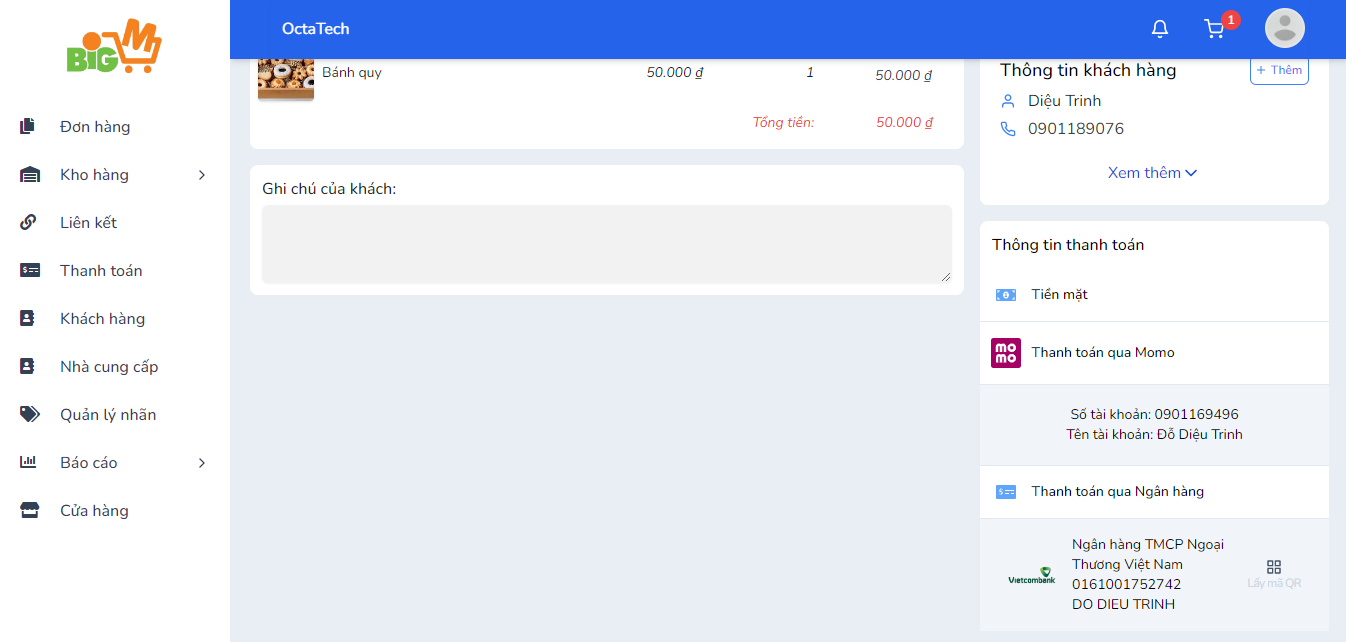 BiG M
OctaTech
1
Đơn hàng
Kho hàng
Liên kết
Thanh toán
Khách hàng
Nhà cung cấp
Quản lý nhãn
Báo cáo
Cửa hàng
Bánh quy 50.000 ₫ 1 50.000 ₫
Tổng tiền: 50.000 ₫
Ghi chú của khách:
Thông tin khách hàng
+ Thêm
Diệu Trinh
0901189076
Xem thêm
Thông tin thanh toán
Tiền mặt
mo
mo
Thanh toán qua Momo
Số tài khoản: 0901169496
Tên tài khoản: Đỗ Diệu Trinh
Thanh toán qua Ngân hàng
Vietcombank
Ngân hàng TMCP Ngoại
Thương Việt Nam
0161001752742
DO DIEU TRINH
Lấy mã QR